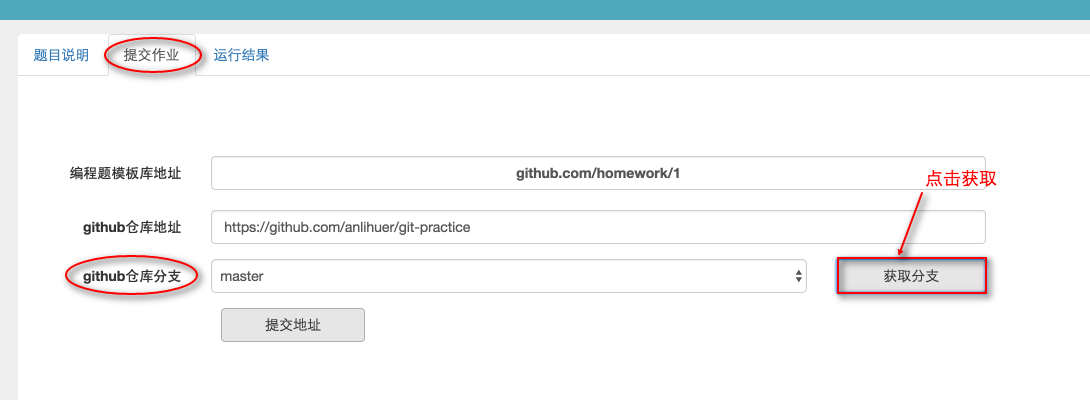 题目说明 提交作业 运行结果
编程题模板库地址 github.com/homework/1
点击获取
github仓库地址 https://github.com/anlihuer/git-practice
github仓库分支 master 获取分支
提交地址